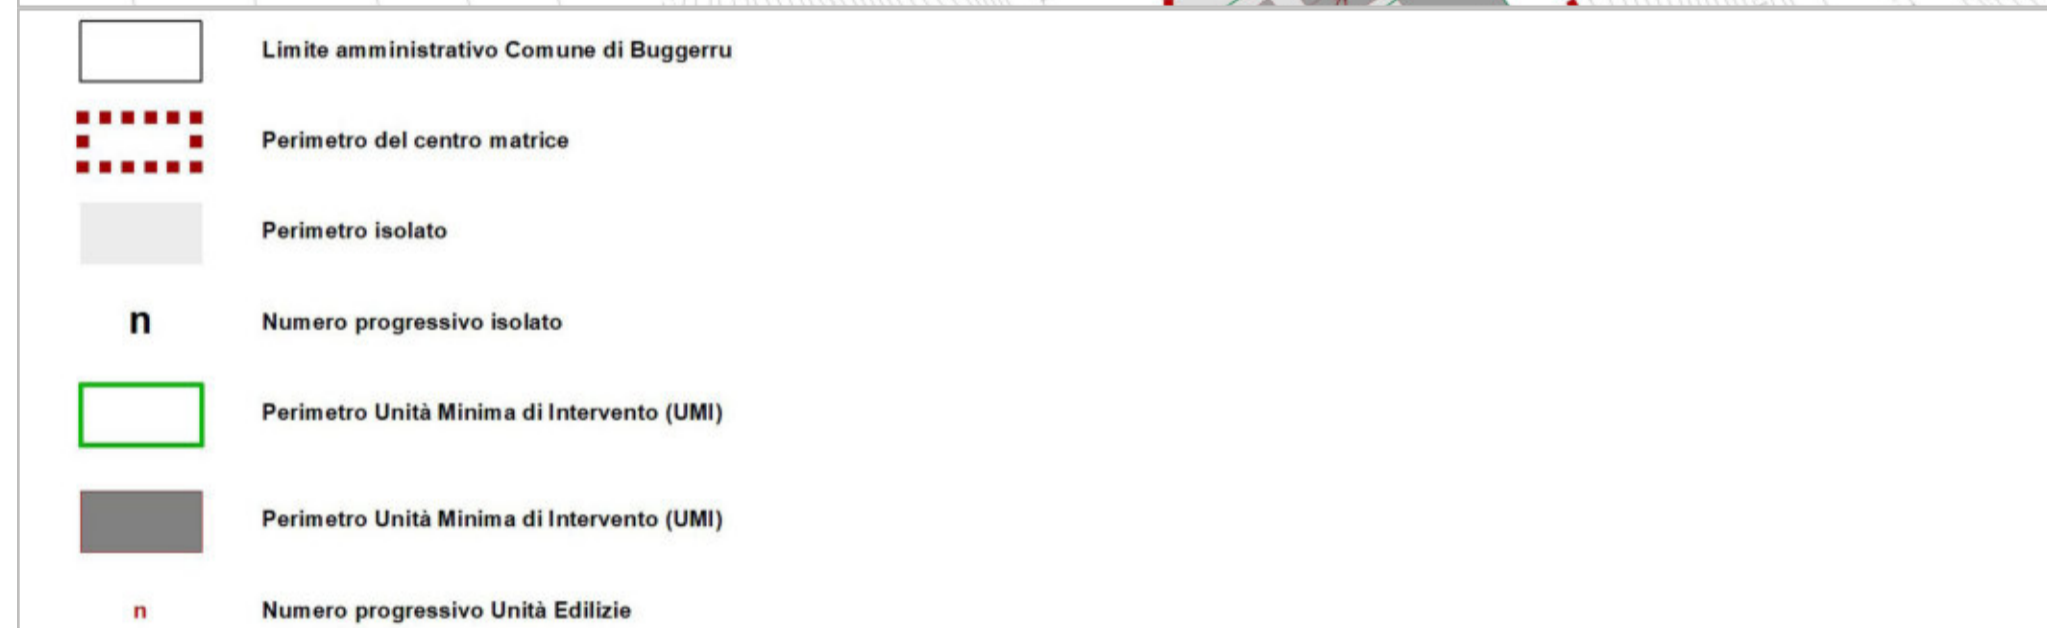 Limite amministrativo Comune di Buggerru
Perimetro del centro matrice
Perimetro isolato
n Numero progressivo isolato
Perimetro Unità Minima di Intervento (UMI)
Perimetro Unità Minima di Intervento (UMI)
n Numero progressivo Unità Edilizie